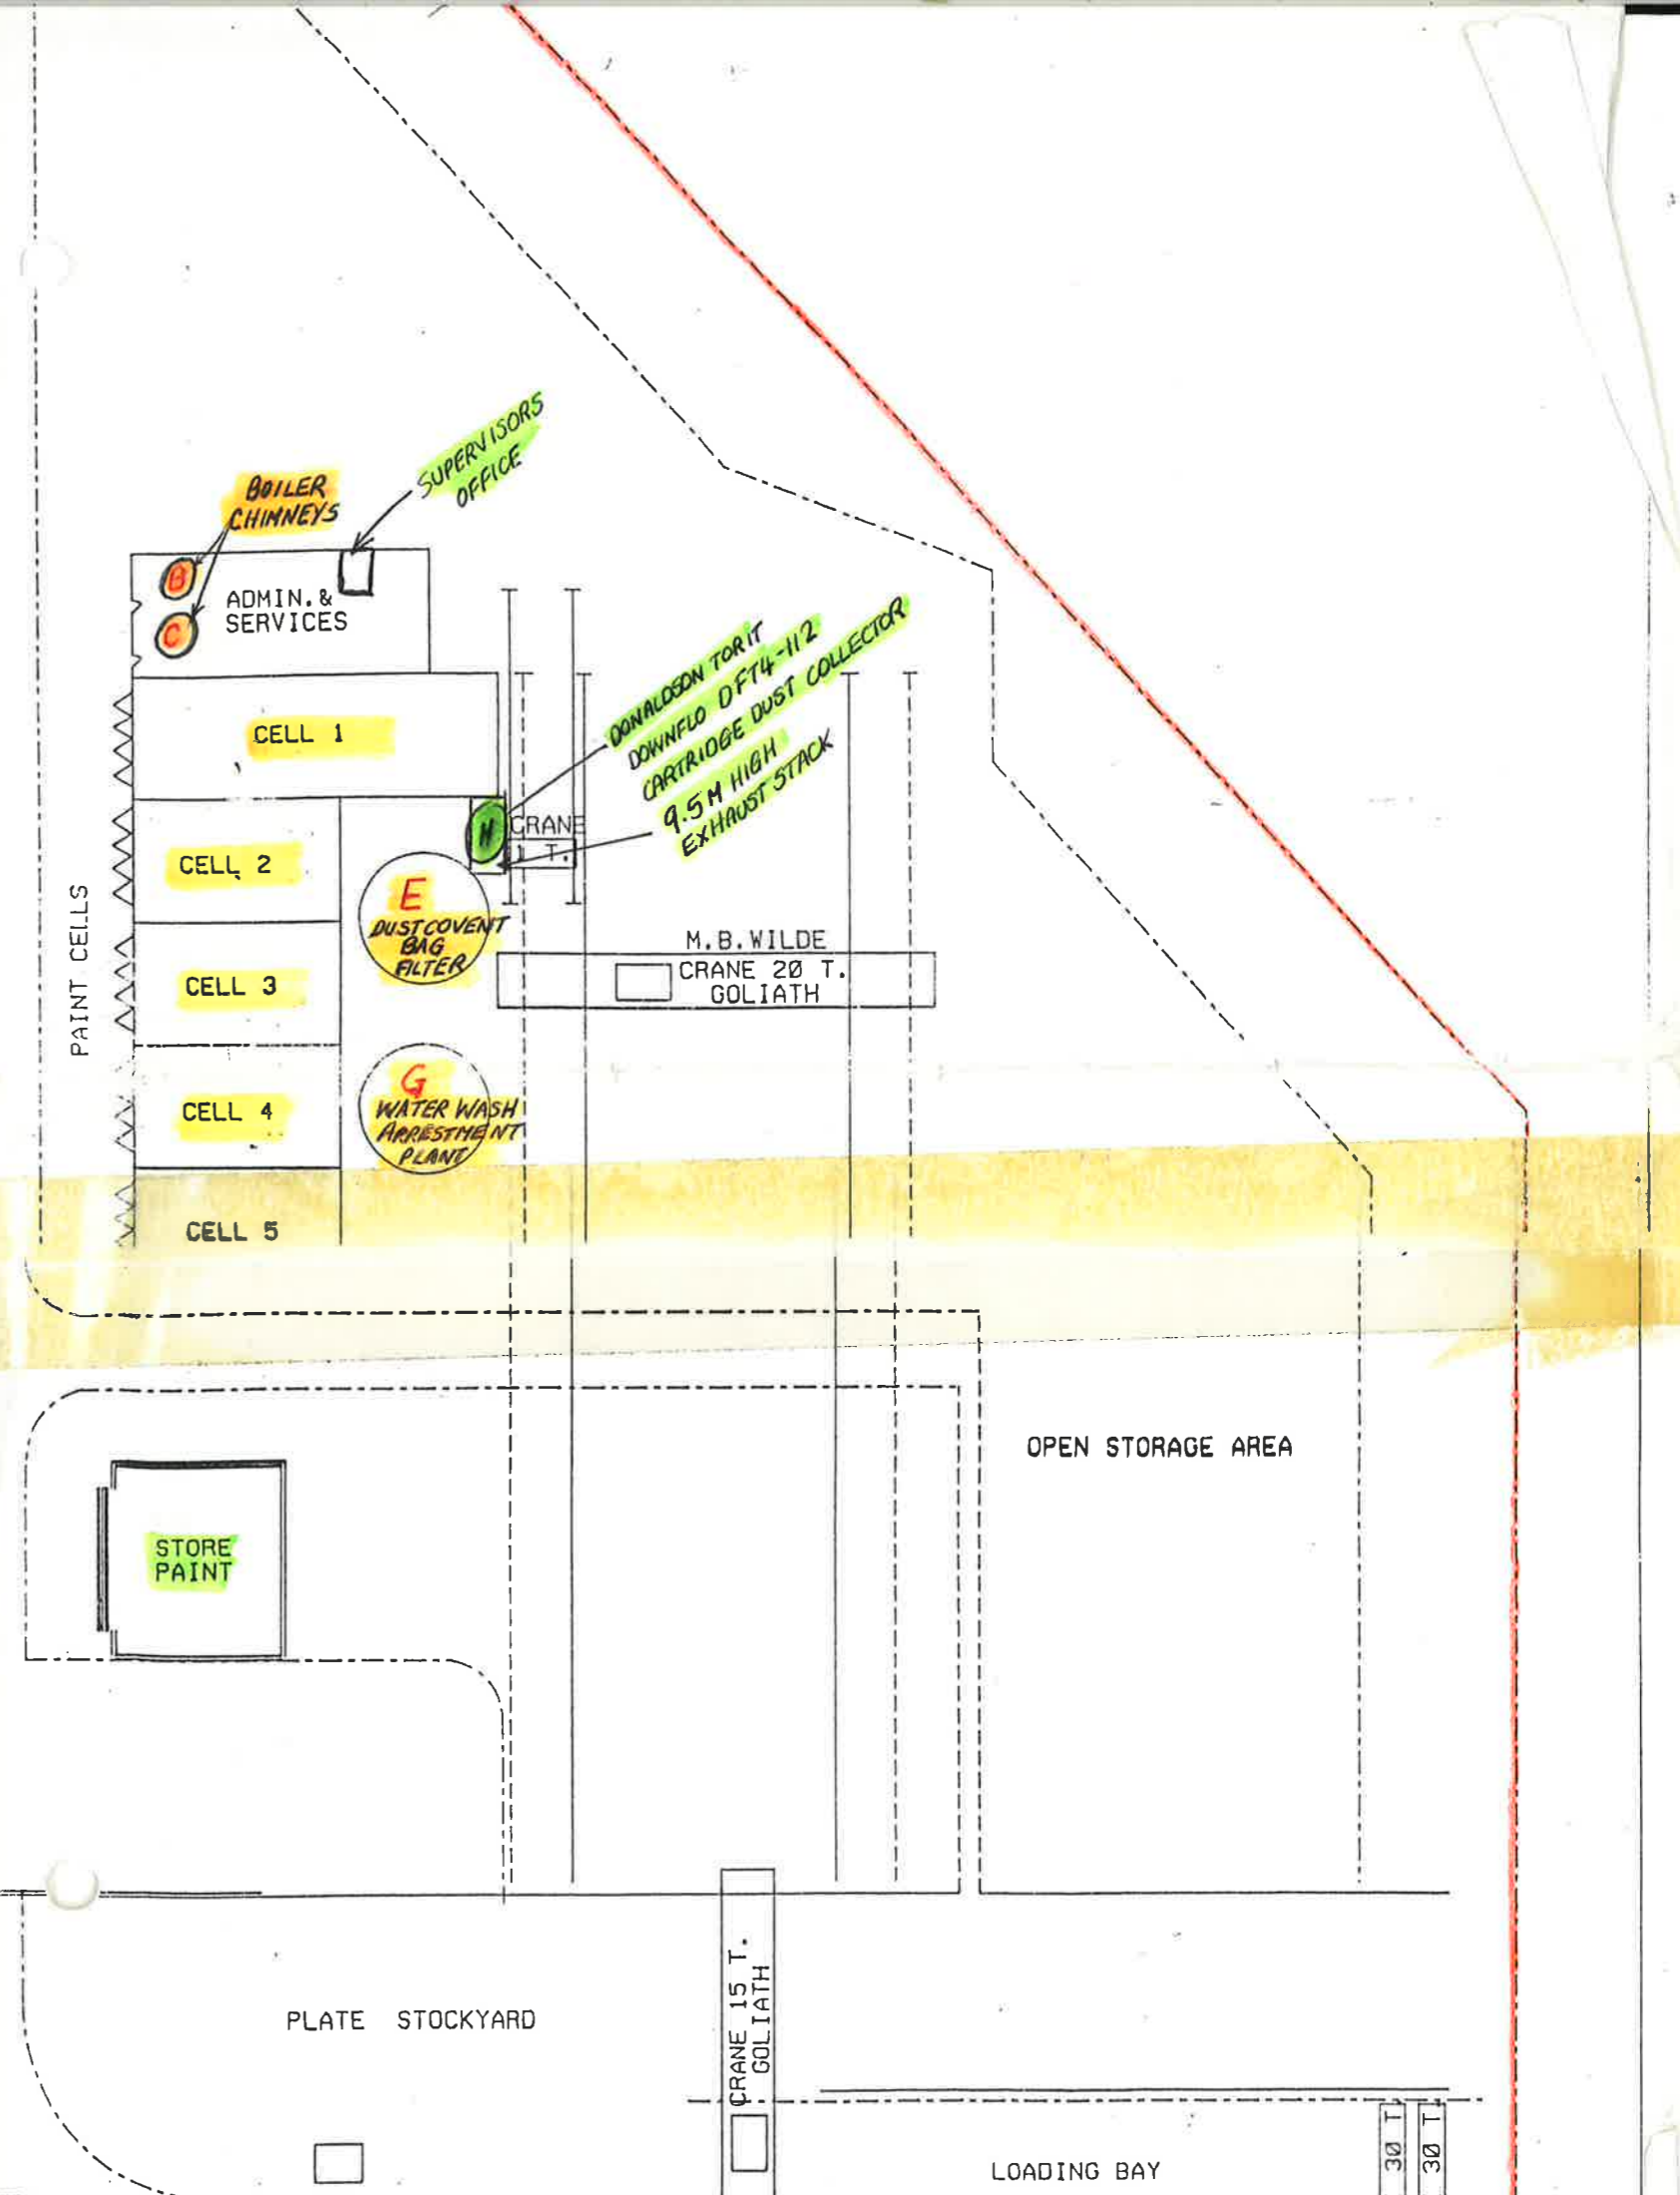 SUPERVISORS
OFFICE
BOILER
CHIMNEYS
B
C
ADMIN. &
SERVICES
DONALDSON TORIT
DOWNFLO DFT4-112
CARTRIDGE DUST COLLECTOR
9.5M HIGH
EXHAUST STACK
CELL 1
H
CRANE
1 T.
CELL 2
PAINT CELLS
E
DUSTCOVENT
BAG
FILTER
M.B.WILDE
CRANE 20 T.
GOLIATH
CELL 3
G
WATER WASH
ARRESTMENT
PLANT
CELL 4
CELL 5
OPEN STORAGE AREA
STORE
PAINT
PLATE STOCKYARD
CRANE 15 T.
GOLIATH
LOADING BAY
30 T.
30 T.